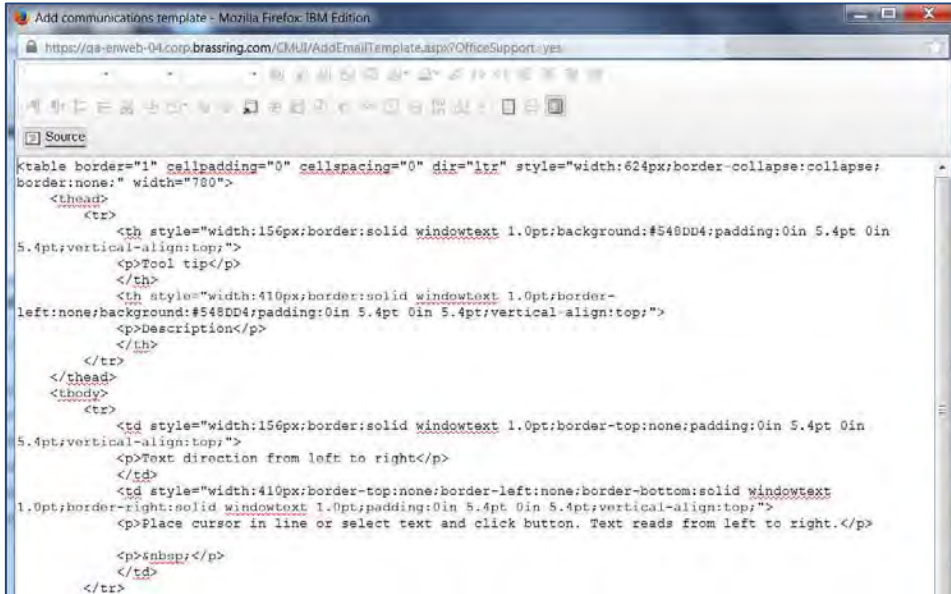 Add communications template - Mozilla Firefox: IBM Edition
https://qa-enweb-04.corp.brassring.com/CMUI/AddEmailTemplate.aspx?OfficeSupport=yes
Source
<table border="1" cellpadding="0" cellspacing="0" dir="ltr" style="width:624px;border-collapse:collapse;
border:none;" width="780">
<thead>
<tr>
<th style="width:156px;border:solid windowtext 1.0pt;background:#548DD4;padding:0in 5.4pt 0in
5.4pt;vertical-align:top;">
<p>Tool tip</p>
</th>
<th style="width:410px;border:solid windowtext 1.0pt;border-
left:none;background:#548DD4;padding:0in 5.4pt 0in 5.4pt;vertical-align:top;">
<p>Description</p>
</th>
</tr>
</thead>
<tbody>
<tr>
<td style="width:156px;border:solid windowtext 1.0pt;border-top:none;padding:0in 5.4pt 0in
5.4pt;vertical-align:top;">
<p>Text direction from left to right</p>
</td>
<td style="width:410px;border-top:none;border-left:none;border-bottom:solid windowtext
1.0pt;border-right:solid windowtext 1.0pt;padding:0in 5.4pt 0in 5.4pt;vertical-align:top;">
<p>Place cursor in line or select text and click button. Text reads from left to right.</p>
<p>&nbsp;</p>
</td>
</tr>